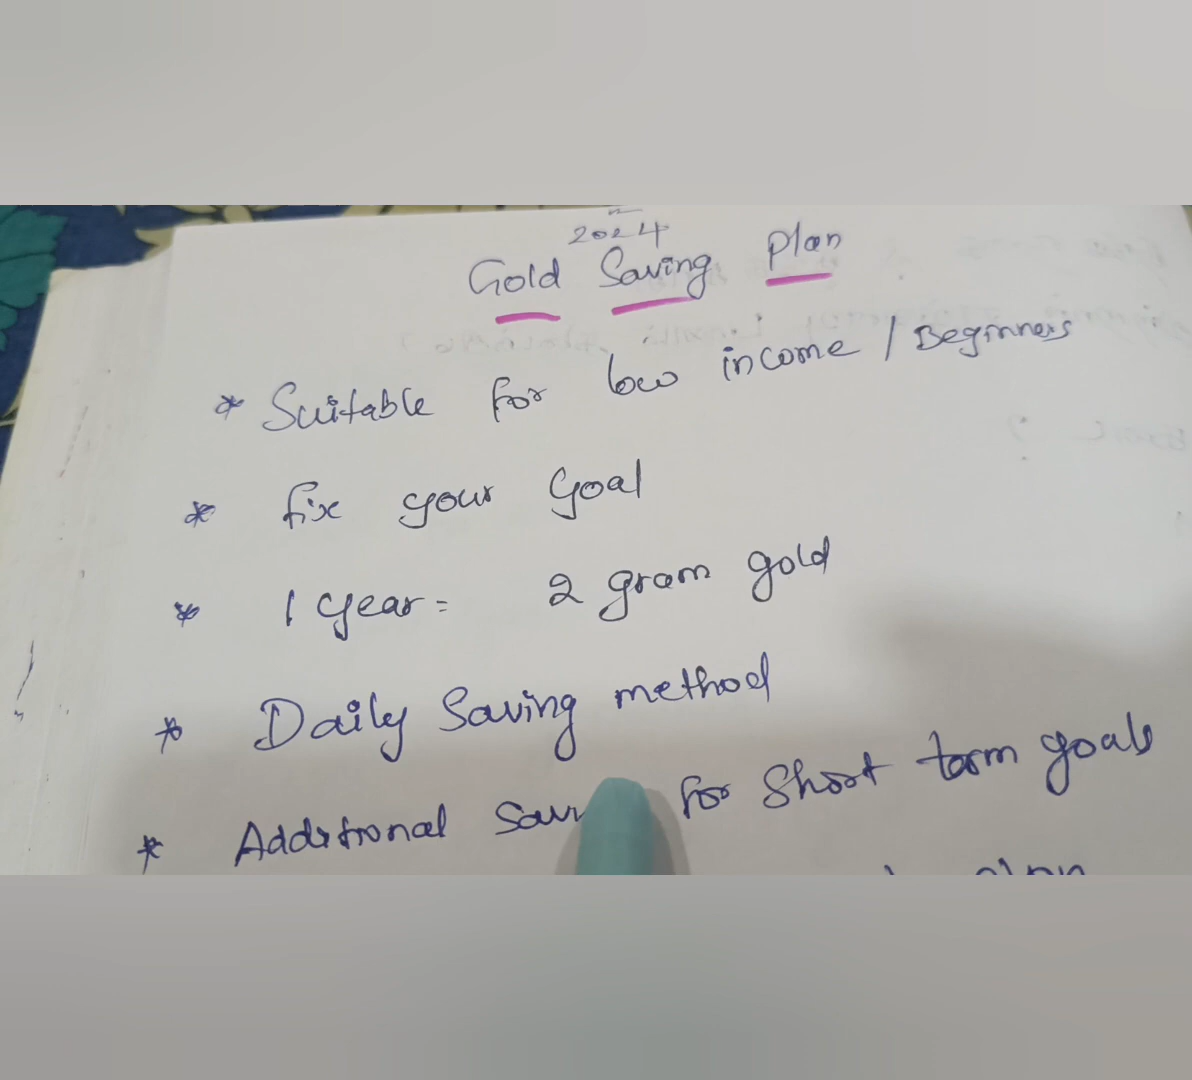 2024
Gold Saving Plan
* Suitable for low income / Beginners
* fix your Goal
* 1 year = 2 gram gold
* Daily Saving method
* Additional for Short term goals